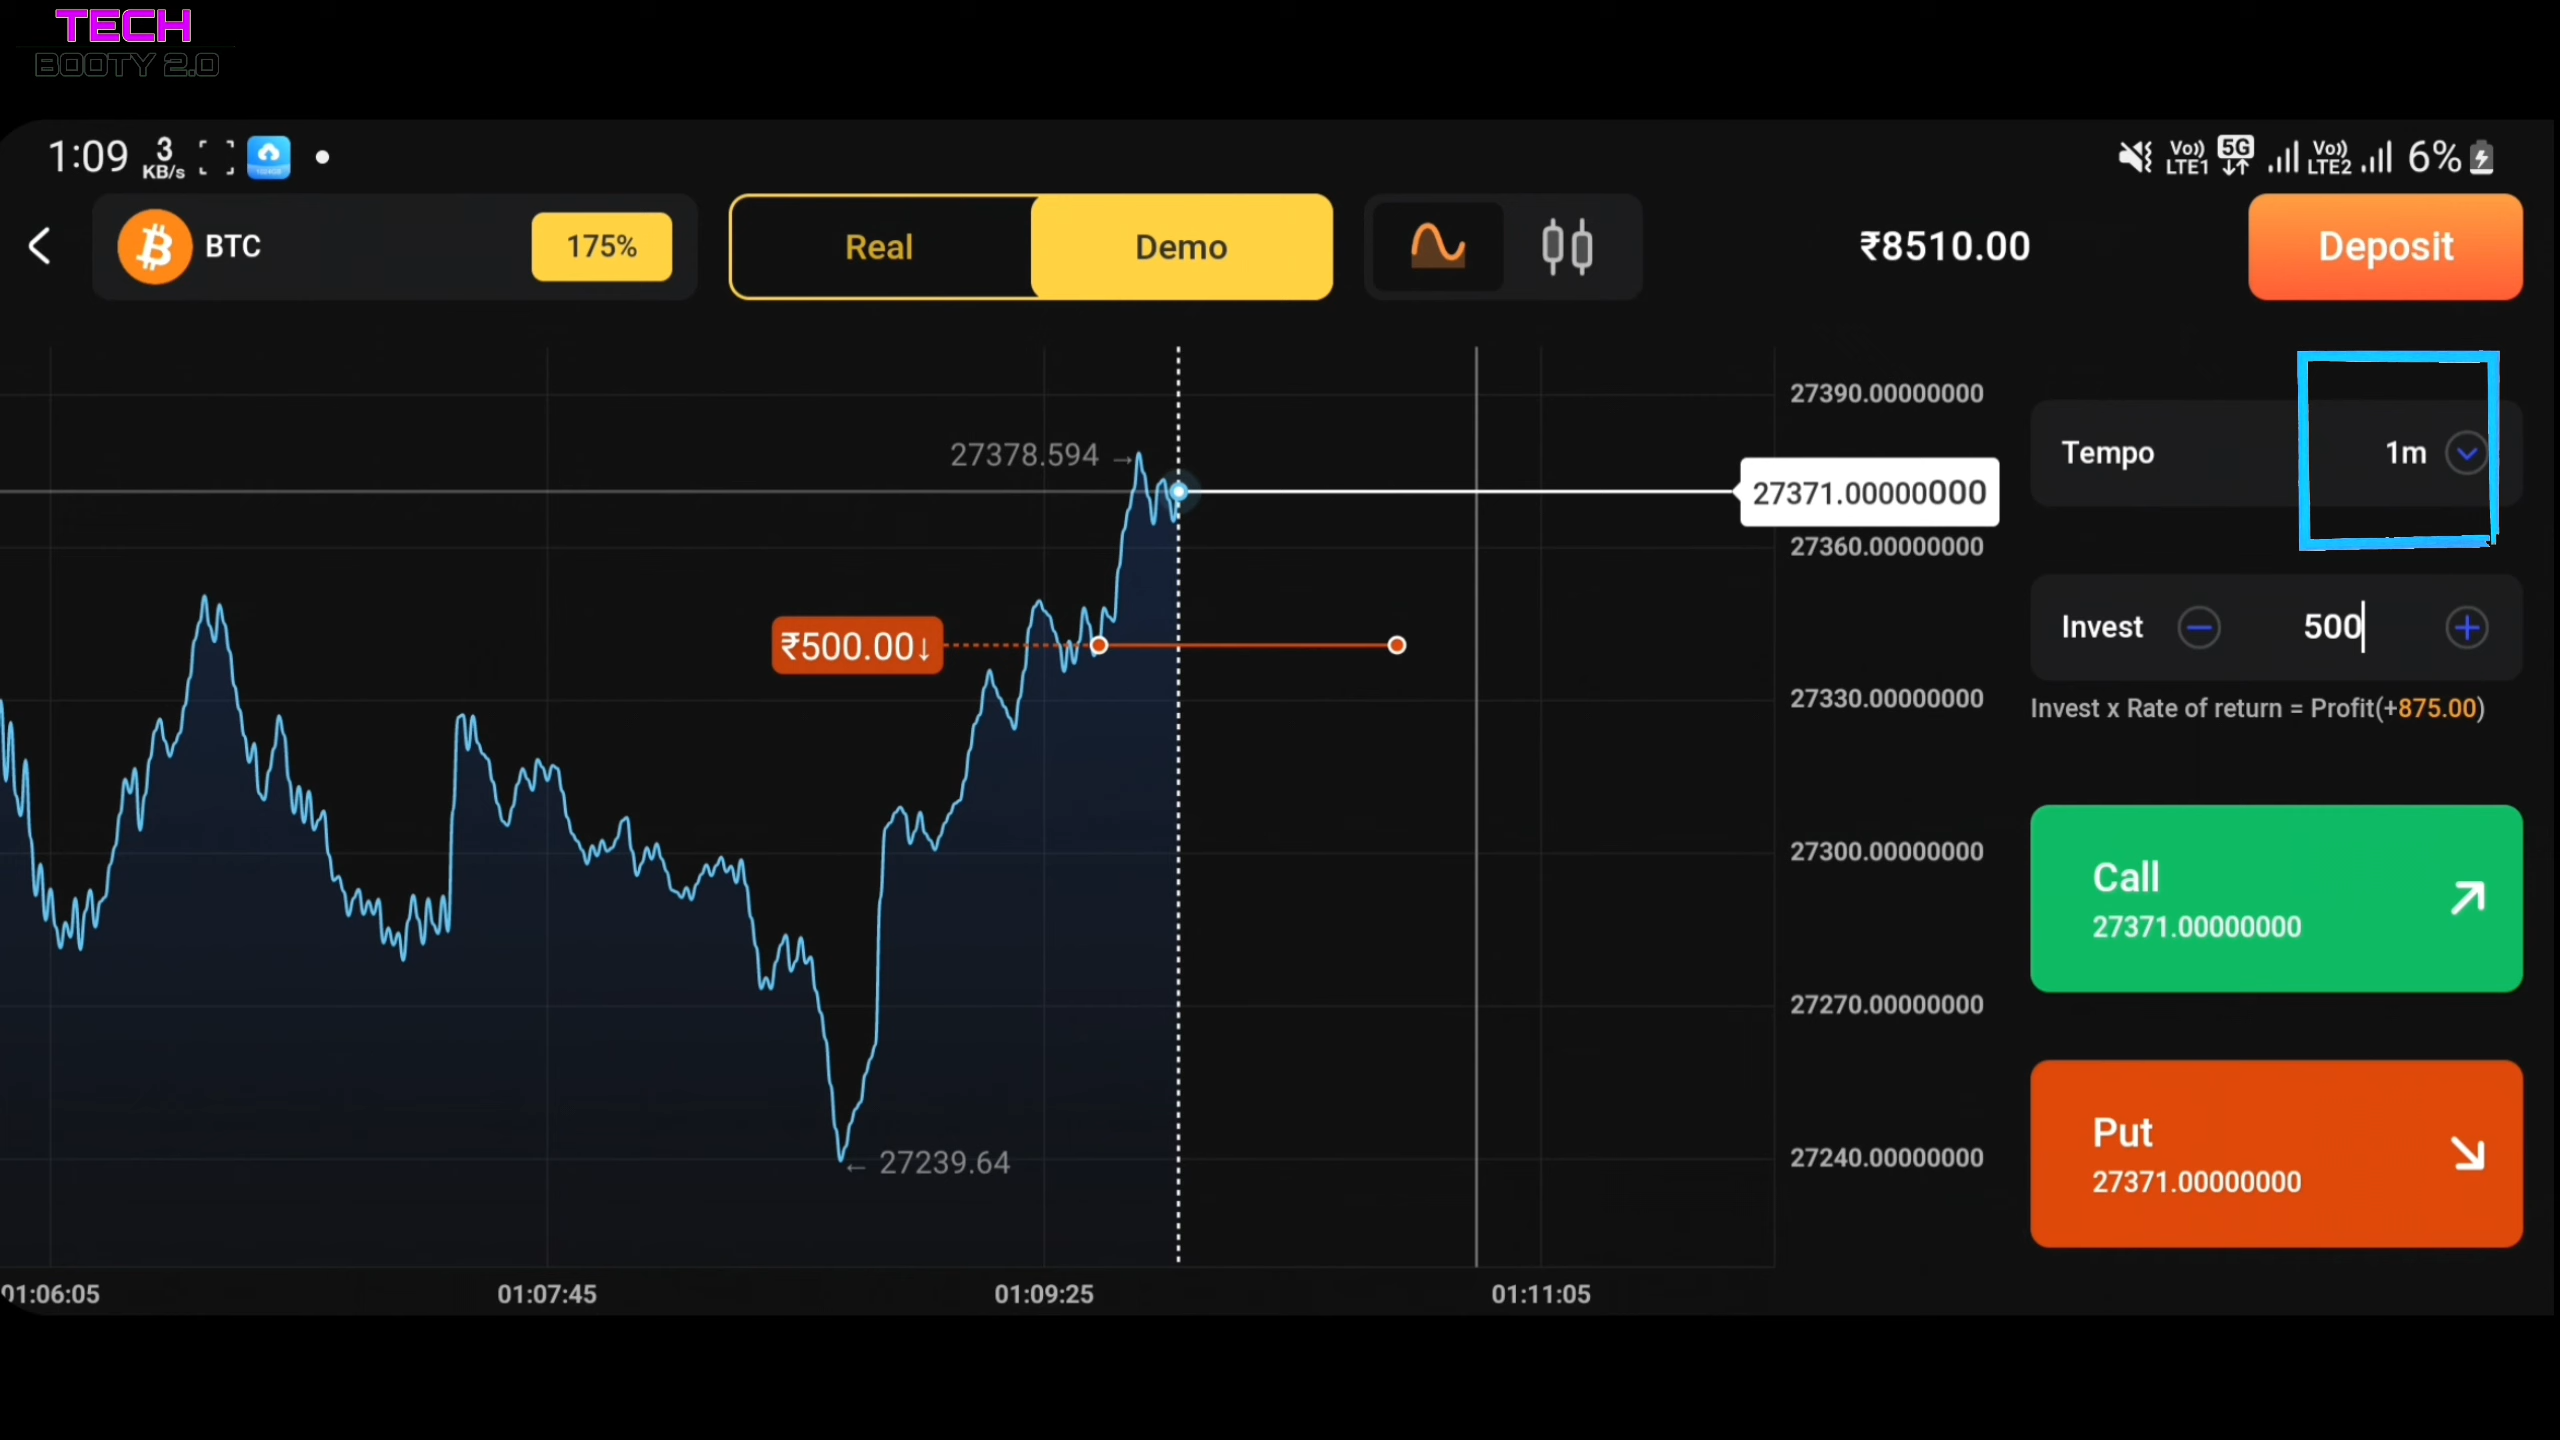 TECH
BOOTY 2.0
1:09 3 KB/s
Vo)) LTE1 5G Vo)) LTE2 6%
BTC 175% Real Demo ₹8510.00 Deposit
27390.00000000
27378.594 →
Tempo 1m
27371.00000000
27360.00000000
₹500.00↓
Invest 500
27330.00000000
Invest x Rate of return = Profit(+875.00)
27300.00000000
Call
27371.00000000
27270.00000000
Put
27371.00000000
← 27239.64
27240.00000000
01:06:05 01:07:45 01:09:25 01:11:05